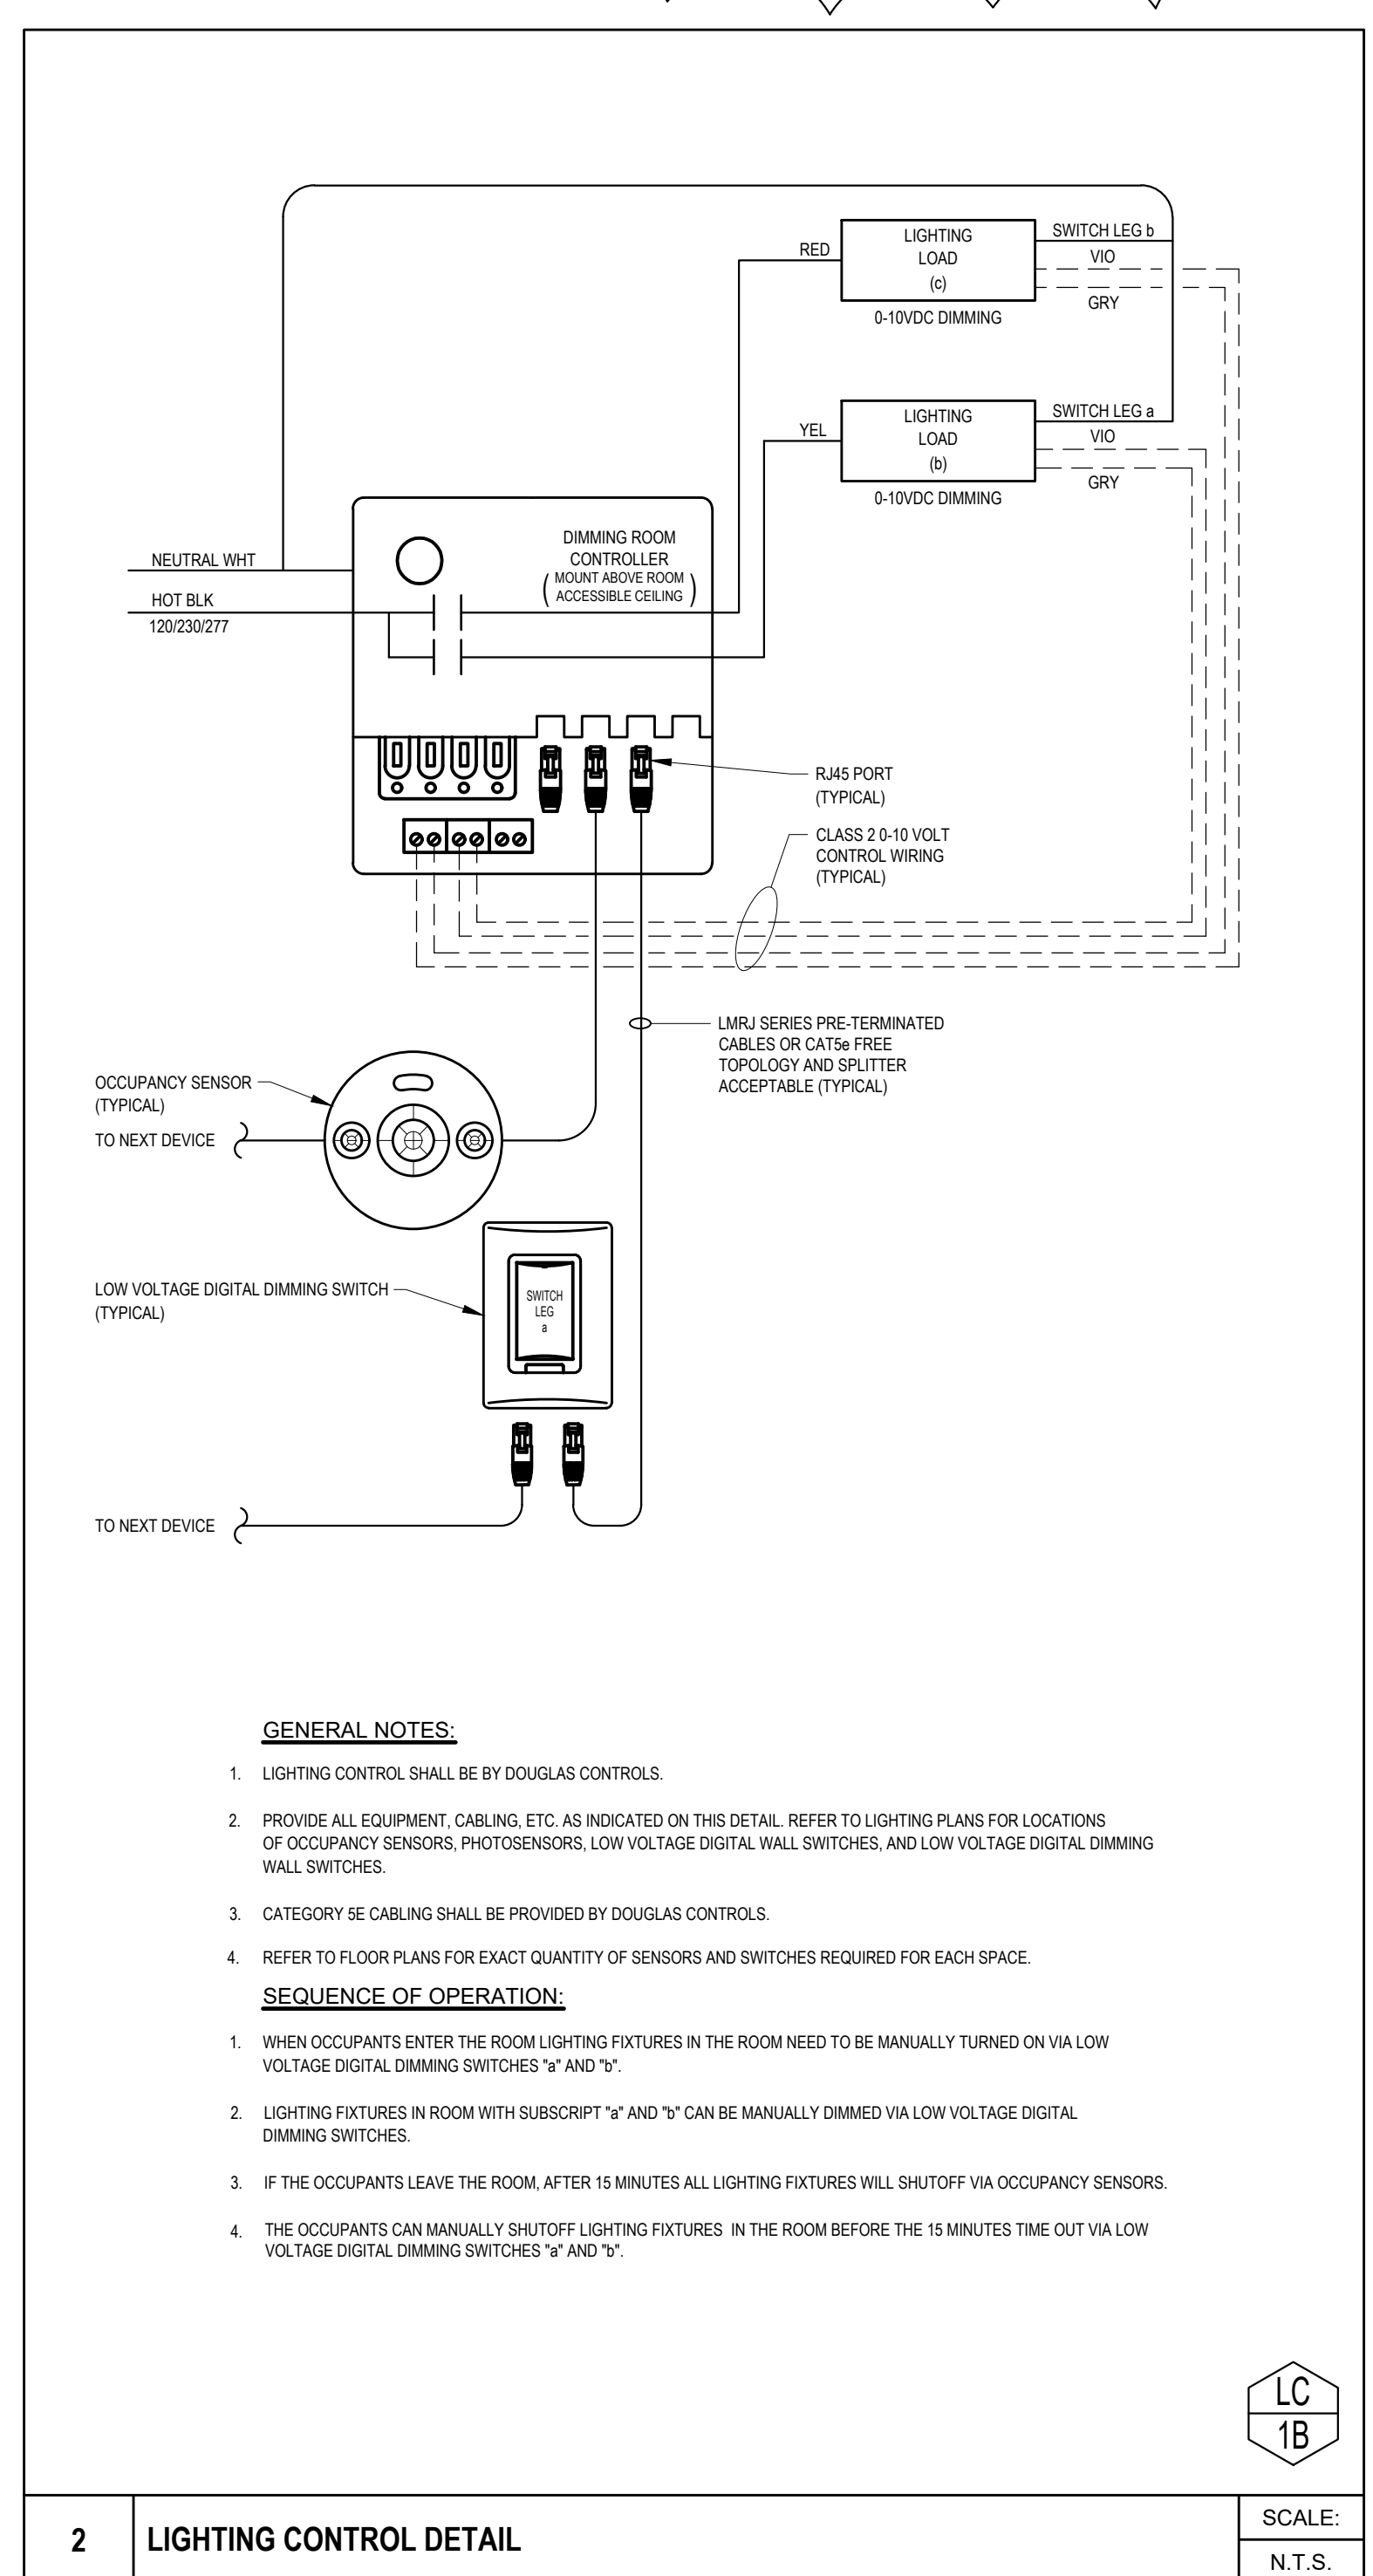 SWITCH LEG b
LIGHTING
LOAD
(c)
RED
VIO
GRY
0-10VDC DIMMING
SWITCH LEG a
LIGHTING
LOAD
(b)
YEL
VIO
GRY
0-10VDC DIMMING
DIMMING ROOM
CONTROLLER
( MOUNT ABOVE ROOM
ACCESSIBLE CEILING )
NEUTRAL WHT
HOT BLK
120/230/277
RJ45 PORT
(TYPICAL)
CLASS 2 0-10 VOLT
CONTROL WIRING
(TYPICAL)
LMRJ SERIES PRE-TERMINATED
CABLES OR CAT5e FREE
TOPOLOGY AND SPLITTER
ACCEPTABLE (TYPICAL)
OCCUPANCY SENSOR
(TYPICAL)
TO NEXT DEVICE
LOW VOLTAGE DIGITAL DIMMING SWITCH
(TYPICAL)
SWITCH
LEG
a
TO NEXT DEVICE
GENERAL NOTES:
1. LIGHTING CONTROL SHALL BE BY DOUGLAS CONTROLS.
2. PROVIDE ALL EQUIPMENT, CABLING, ETC. AS INDICATED ON THIS DETAIL. REFER TO LIGHTING PLANS FOR LOCATIONS
OF OCCUPANCY SENSORS, PHOTOSENSORS, LOW VOLTAGE DIGITAL WALL SWITCHES, AND LOW VOLTAGE DIGITAL DIMMING
WALL SWITCHES.
3. CATEGORY 5E CABLING SHALL BE PROVIDED BY DOUGLAS CONTROLS.
4. REFER TO FLOOR PLANS FOR EXACT QUANTITY OF SENSORS AND SWITCHES REQUIRED FOR EACH SPACE.
SEQUENCE OF OPERATION:
1. WHEN OCCUPANTS ENTER THE ROOM LIGHTING FIXTURES IN THE ROOM NEED TO BE MANUALLY TURNED ON VIA LOW
VOLTAGE DIGITAL DIMMING SWITCHES "a" AND "b".
2. LIGHTING FIXTURES IN ROOM WITH SUBSCRIPT "a" AND "b" CAN BE MANUALLY DIMMED VIA LOW VOLTAGE DIGITAL
DIMMING SWITCHES.
3. IF THE OCCUPANTS LEAVE THE ROOM, AFTER 15 MINUTES ALL LIGHTING FIXTURES WILL SHUTOFF VIA OCCUPANCY SENSORS.
4. THE OCCUPANTS CAN MANUALLY SHUTOFF LIGHTING FIXTURES IN THE ROOM BEFORE THE 15 MINUTES TIME OUT VIA LOW
VOLTAGE DIGITAL DIMMING SWITCHES "a" AND "b".
LC
1B
2
LIGHTING CONTROL DETAIL
SCALE:
N.T.S.